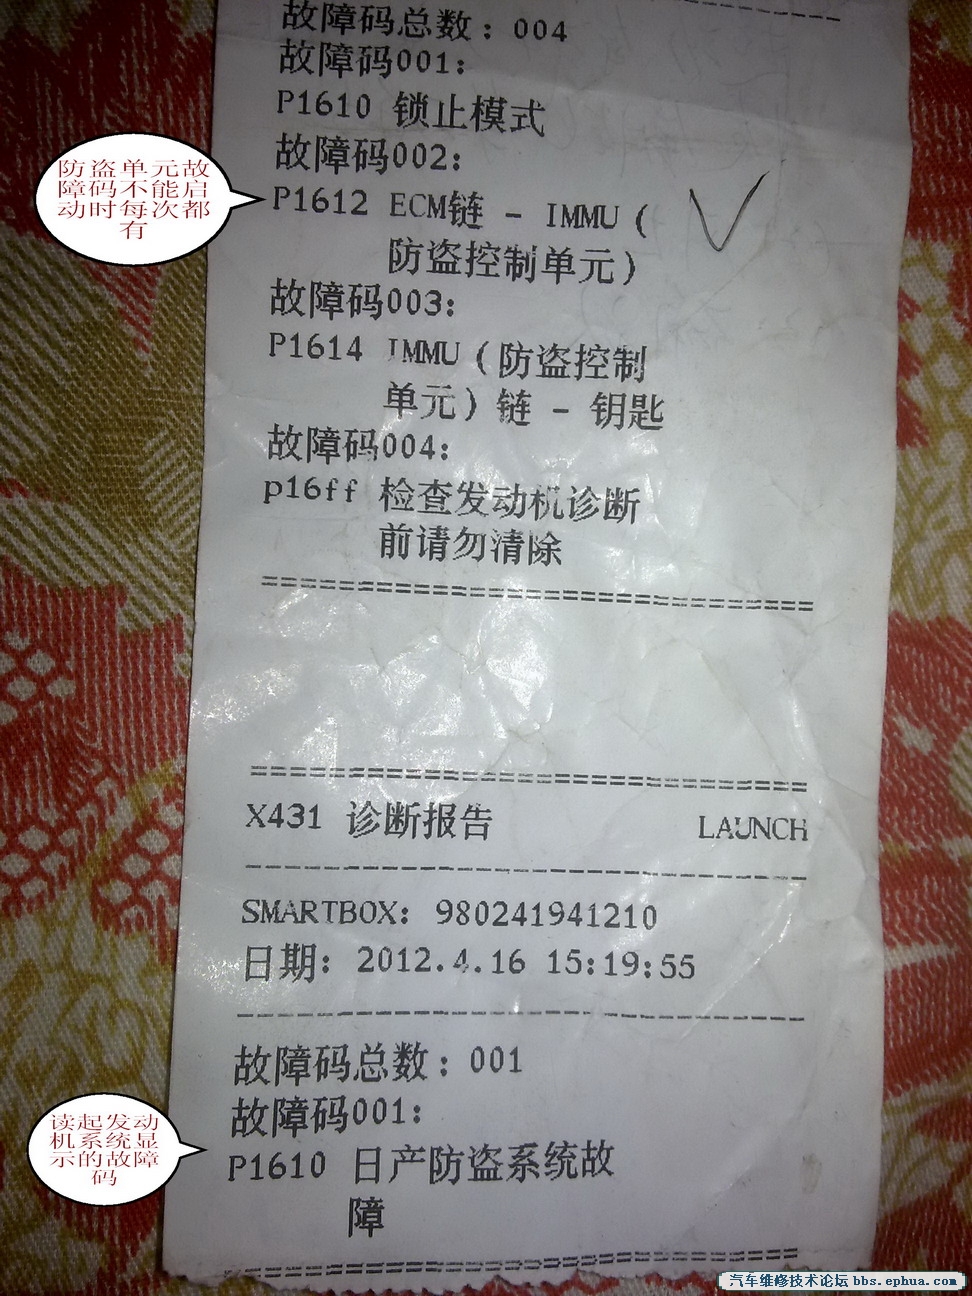 故障码总数：004
故障码001：
P1610 锁止模式
故障码002：
P1612 ECM链 - IMMU（
防盗控制单元）
故障码003：
P1614 IMMU（防盗控制
单元）链 - 钥匙
故障码004：
p16ff 检查发动机诊断
前请勿清除
防盗单元故
障码不能启
动时每次都
有
X431 诊断报告 LAUNCH
SMARTBOX: 980241941210
日期：2012.4.16 15:19:55
故障码总数：001
故障码001：
P1610 日产防盗系统故
障
读起发动
机系统显
示的故障
码
汽车维修技术论坛 bbs.ephua.com